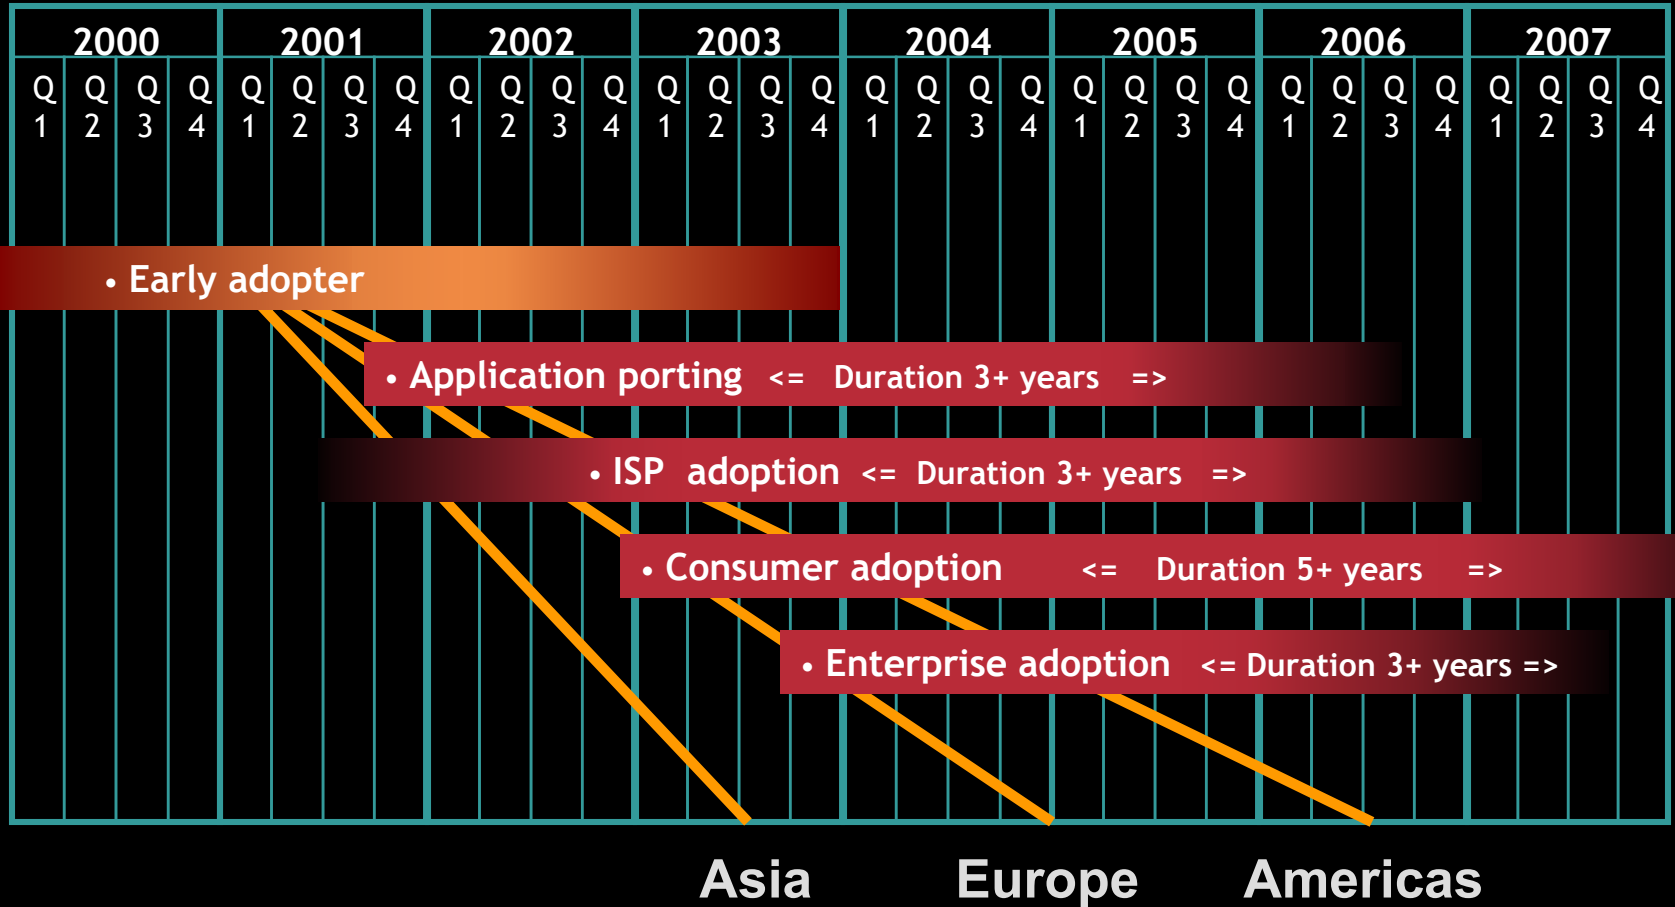 2000 2001 2002 2003 2004 2005 2006 2007
Q Q Q Q Q Q Q Q Q Q Q Q Q Q Q Q Q Q Q Q Q Q Q Q Q Q Q Q Q Q Q Q
1 2 3 4 1 2 3 4 1 2 3 4 1 2 3 4 1 2 3 4 1 2 3 4 1 2 3 4 1 2 3 4
• Early adopter
• Application porting <= Duration 3+ years =>
• ISP adoption <= Duration 3+ years =>
• Consumer adoption <= Duration 5+ years =>
• Enterprise adoption <= Duration 3+ years =>
Asia Europe Americas